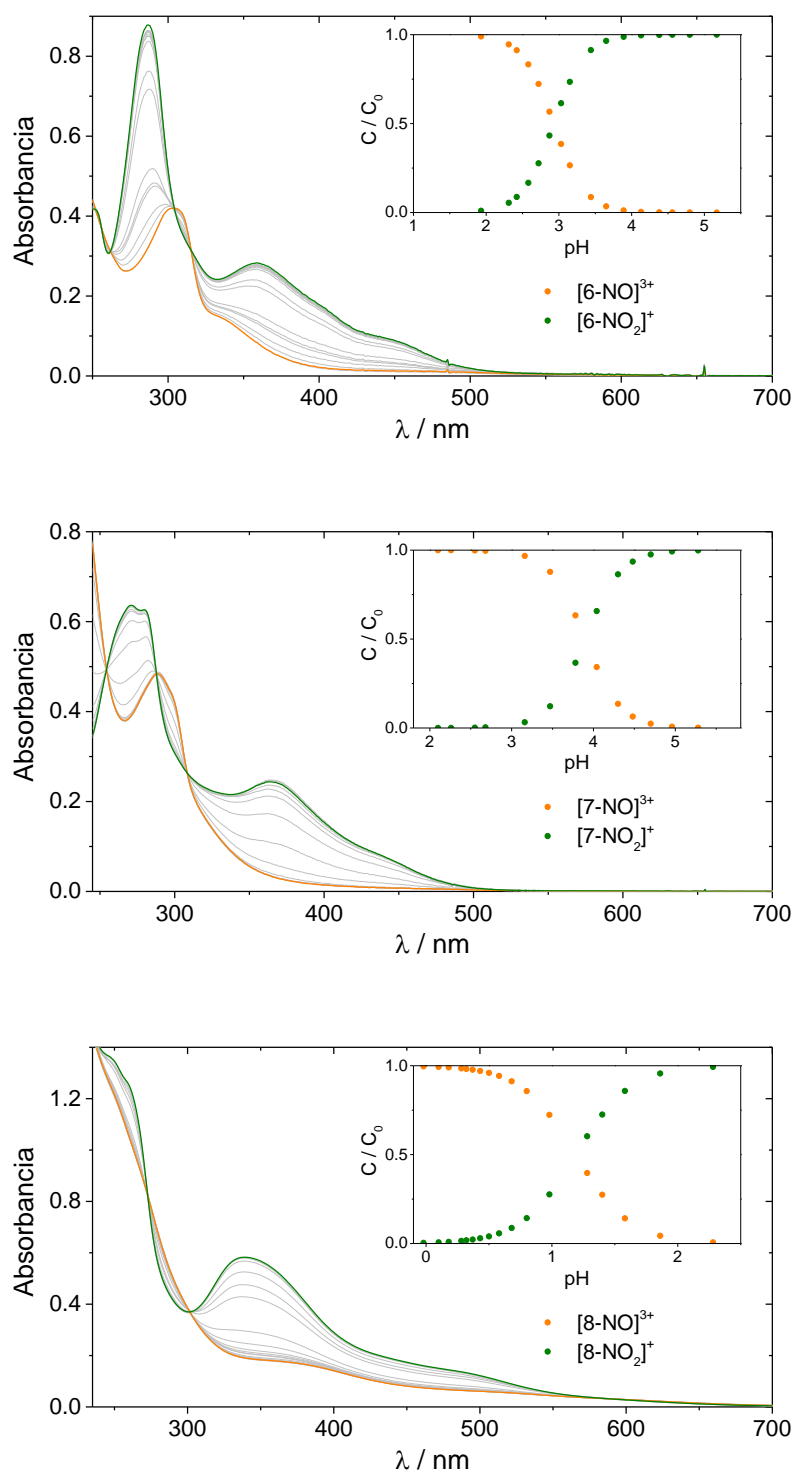 Absorbancia
0.8
0.6
0.4
0.2
0.0
300 400 500 600 700
λ / nm
C / C₀
1.0
0.5
0.0
1 2 3 4 5
pH
[6-NO]³⁺
[6-NO₂]⁺
Absorbancia
0.8
0.6
0.4
0.2
0.0
300 400 500 600 700
λ / nm
C / C₀
1.0
0.5
0.0
2 3 4 5
pH
[7-NO]³⁺
[7-NO₂]⁺
Absorbancia
1.2
0.8
0.4
0.0
300 400 500 600 700
λ / nm
C / C₀
1.0
0.5
0.0
0 1 2
pH
[8-NO]³⁺
[8-NO₂]⁺